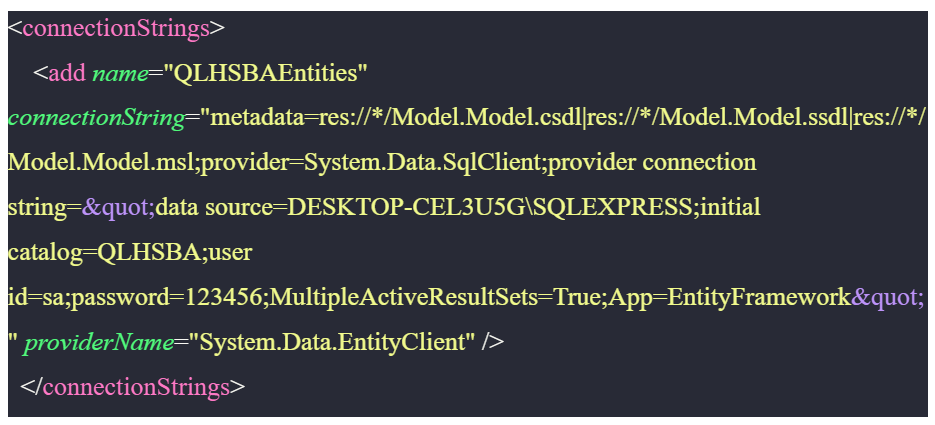 <connectionStrings>
<add name="QLHSBAEntities"
connectionString="metadata=res://*/Model.Model.csdl|res://*/Model.Model.ssdl|res://*/
Model.Model.msl;provider=System.Data.SqlClient;provider connection
string=&quot;data source=DESKTOP-CEL3U5G\SQLEXPRESS;initial
catalog=QLHSBA;user
id=sa;password=123456;MultipleActiveResultSets=True;App=EntityFramework&quot;
" providerName="System.Data.EntityClient" />
</connectionStrings>